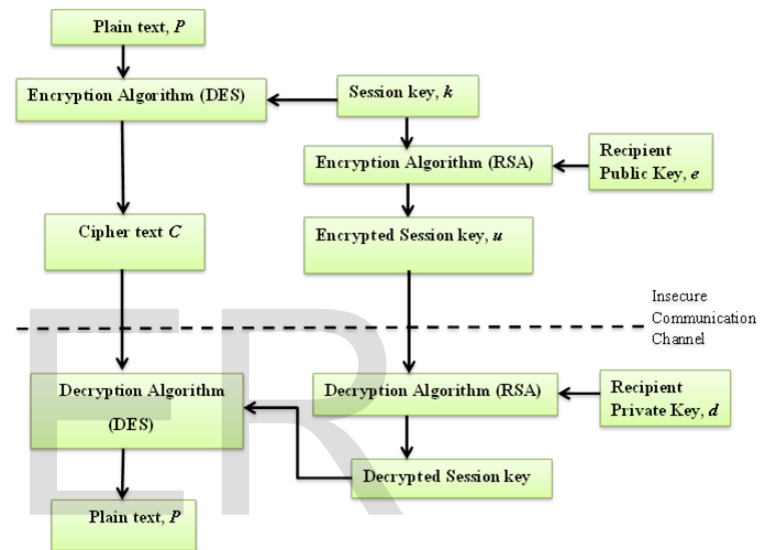 Plain text, P
Encryption Algorithm (DES)
Session key, k
Encryption Algorithm (RSA)
Recipient
Public Key, e
Cipher text C
Encrypted Session key, u
Insecure
Communication
Channel
Decryption Algorithm
(DES)
Decryption Algorithm (RSA)
Recipient
Private Key, d
Decrypted Session key
Plain text, P
ER